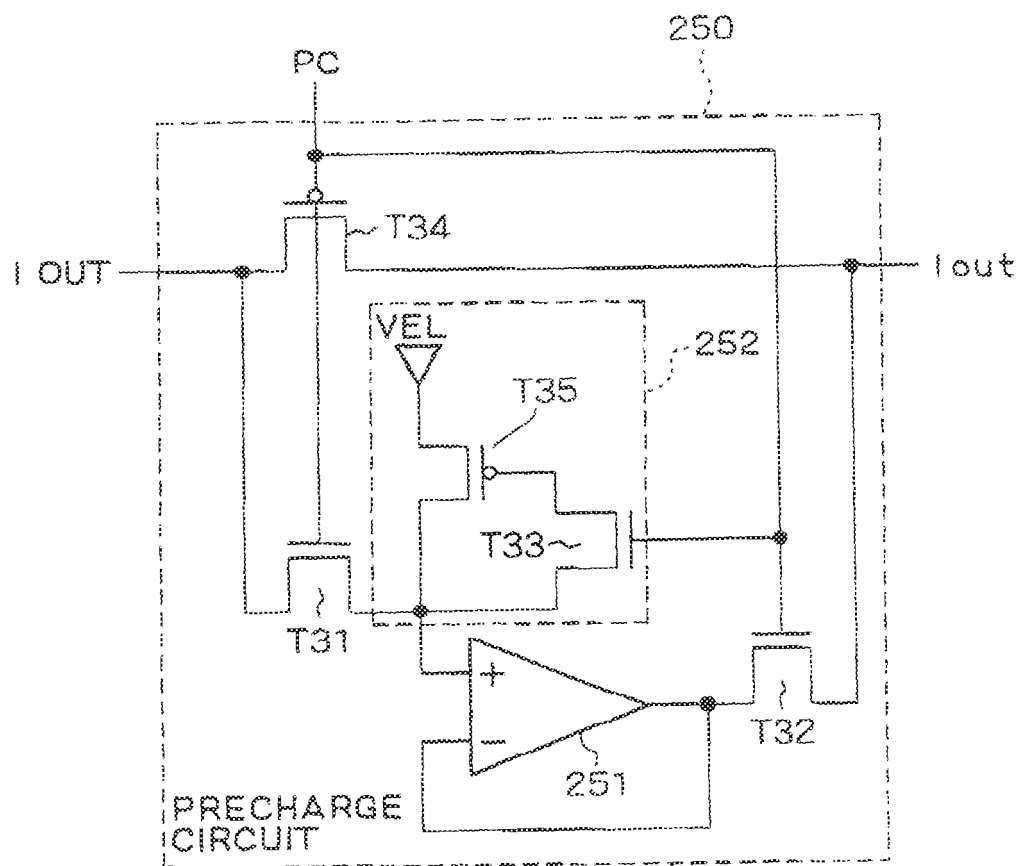 250
PC
T34
I OUT
Iout
VEL
252
T35
T33
T31
+
−
T32
251
PRECHARGE
CIRCUIT